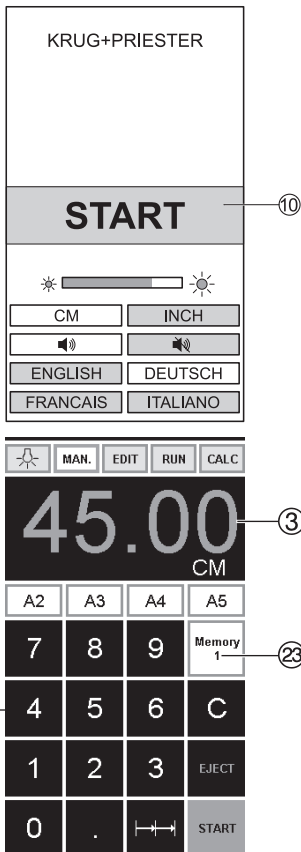 KRUG+PRIESTER
START ⑩
CM INCH
ENGLISH DEUTSCH
FRANCAIS ITALIANO
MAN. EDIT RUN CALC
45.00 ③
CM
A2 A3 A4 A5
7 8 9 Memory
1 ㉓
4 5 6 C
1 2 3 EJECT
0 . START